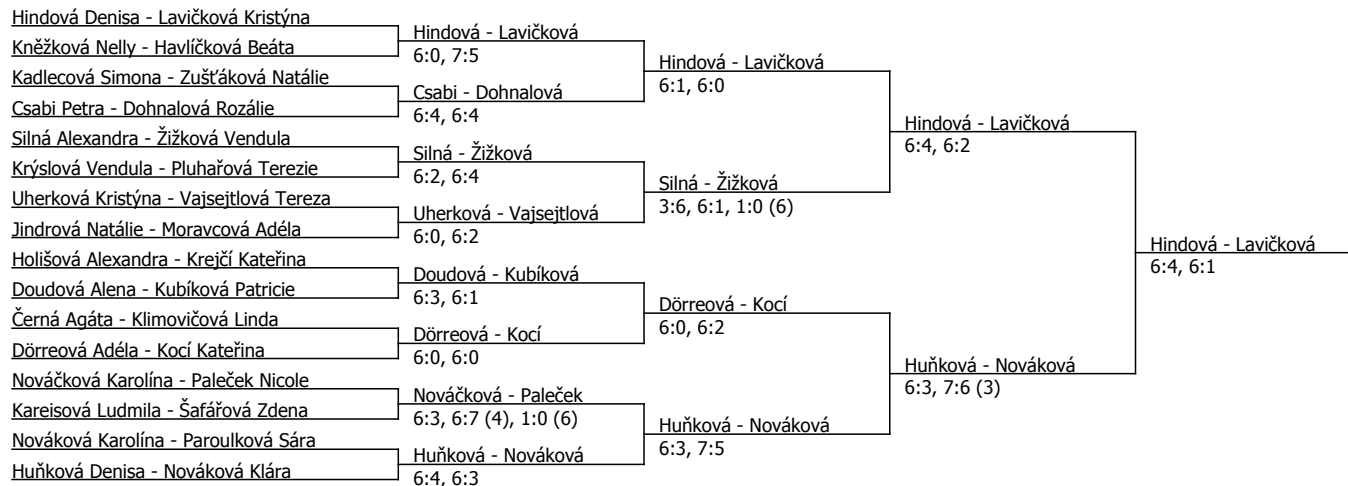 Hindová Denisa - Lavičková Kristýna
Kněžková Nelly - Havlíčková Beáta
Kadlecová Simona - Zušťáková Natálie
Csabi Petra - Dohnalová Rozálie
Silná Alexandra - Žižková Vendula
Krýslová Vendula - Pluhařová Terezie
Uherková Kristýna - Vajsejtlová Tereza
Jindrová Natálie - Moravcová Adéla
Holišová Alexandra - Krejčí Kateřina
Doudová Alena - Kubíková Patricie
Černá Agáta - Klimovičová Linda
Dörreová Adéla - Kocí Kateřina
Nováčková Karolína - Paleček Nicole
Kareisová Ludmila - Šafářová Zdena
Nováková Karolína - Paroulková Sára
Huňková Denisa - Nováková Klára
Hindová - Lavičková
6:0, 7:5
Csabi - Dohnalová
6:4, 6:4
Silná - Žižková
6:2, 6:4
Uherková - Vajsejtlová
6:0, 6:2
Doudová - Kubíková
6:3, 6:1
Dörreová - Kocí
6:0, 6:0
Nováčková - Paleček
6:3, 6:7 (4), 1:0 (6)
Huňková - Nováková
6:4, 6:3
Hindová - Lavičková
6:1, 6:0
Silná - Žižková
3:6, 6:1, 1:0 (6)
Dörreová - Kocí
6:0, 6:2
Huňková - Nováková
6:3, 7:5
Hindová - Lavičková
6:4, 6:2
Huňková - Nováková
6:3, 7:6 (3)
Hindová - Lavičková
6:4, 6:1